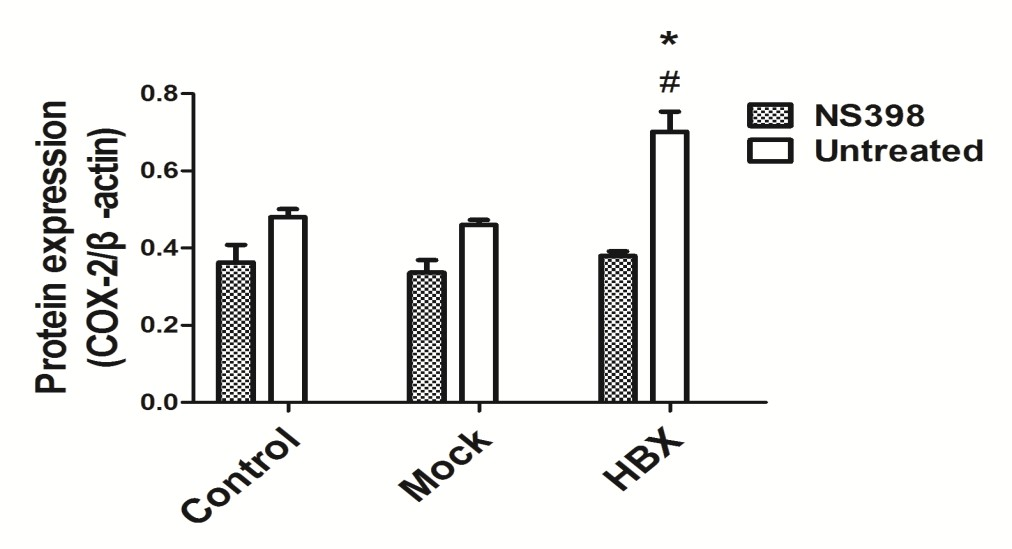 *
#
Protein expression
(COX-2/β -actin)
0.8
0.6
0.4
0.2
0.0
NS398
Untreated
Control
Mock
HBX